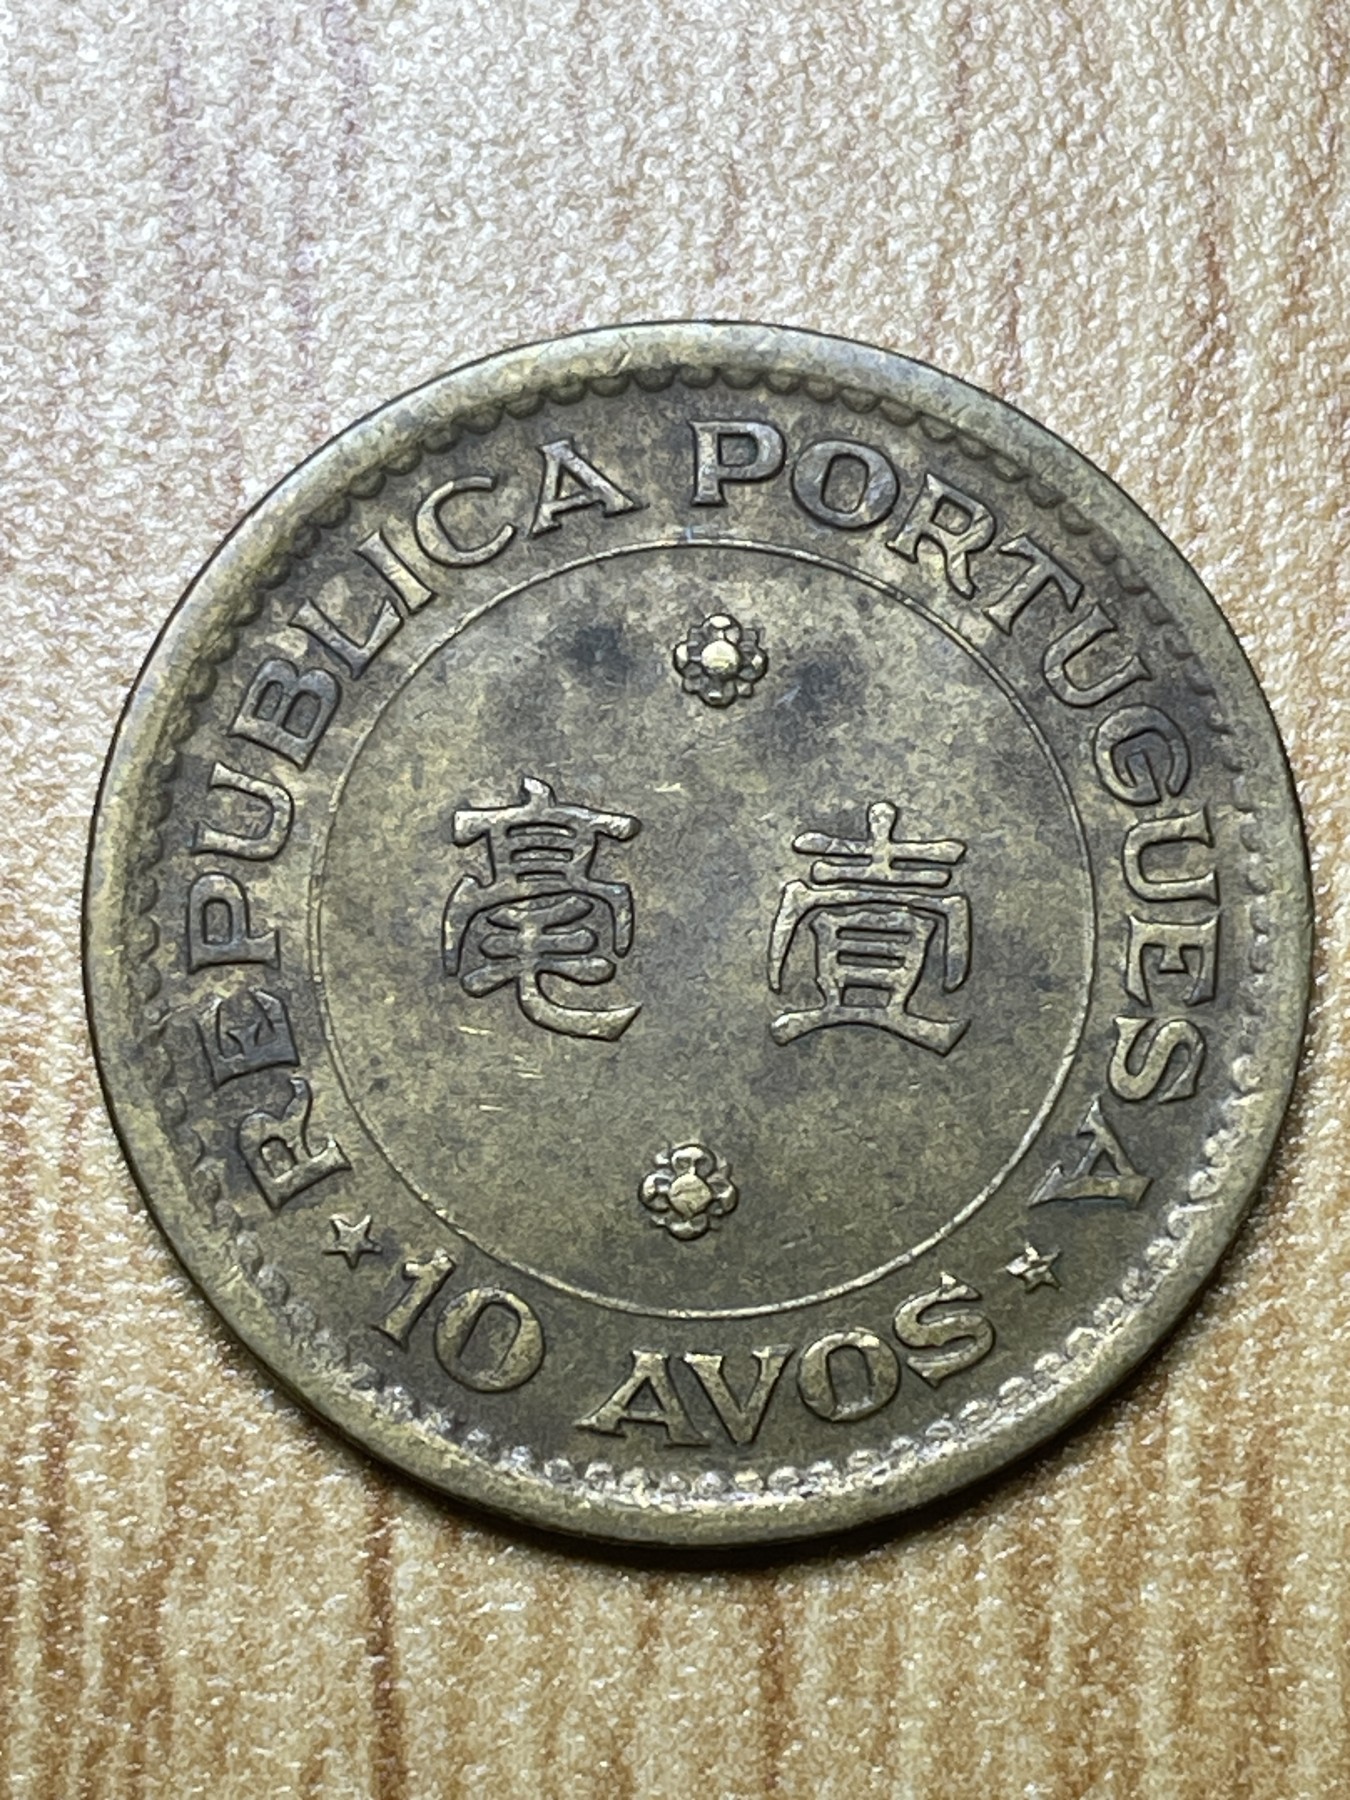 REPUBLICA PORTUGUESA
壹毫
★ 10 AVOS ★